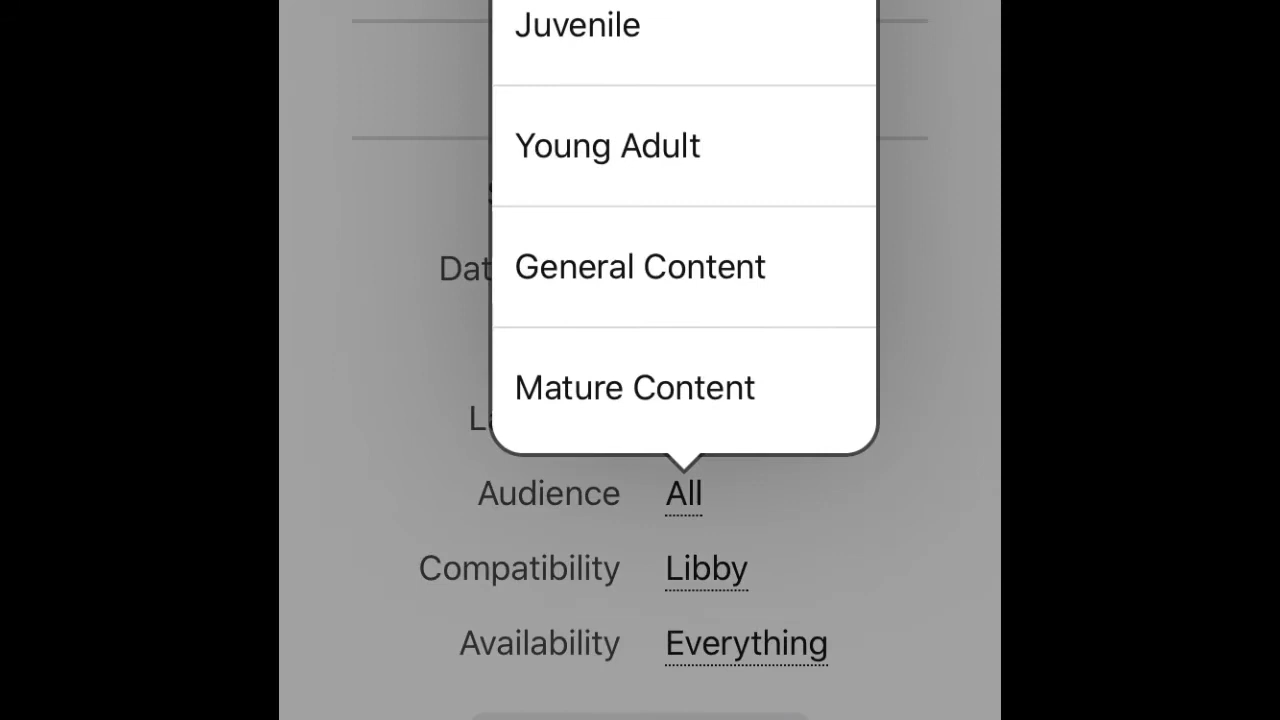 Juvenile
Young Adult
General Content
Mature Content
Audience All
Compatibility Libby
Availability Everything